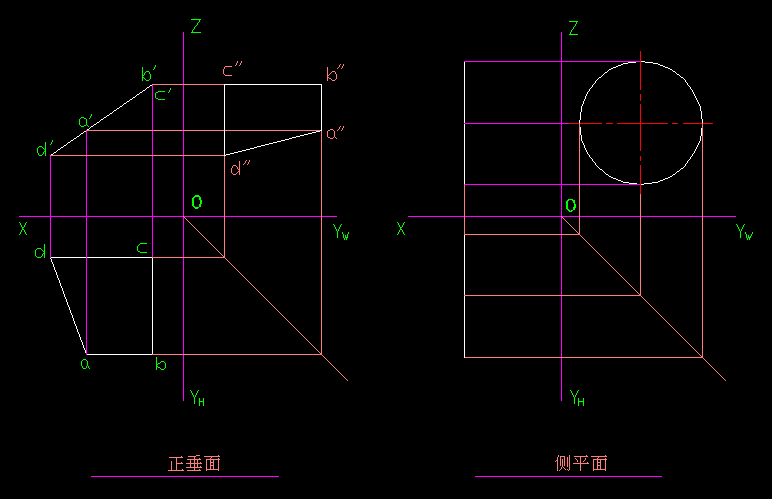 Z
Z
b' c" b"
c'
a' a"
d' d"
O O
X Y_W X Y_W
d c
a b
Y_H Y_H
正垂面 侧平面